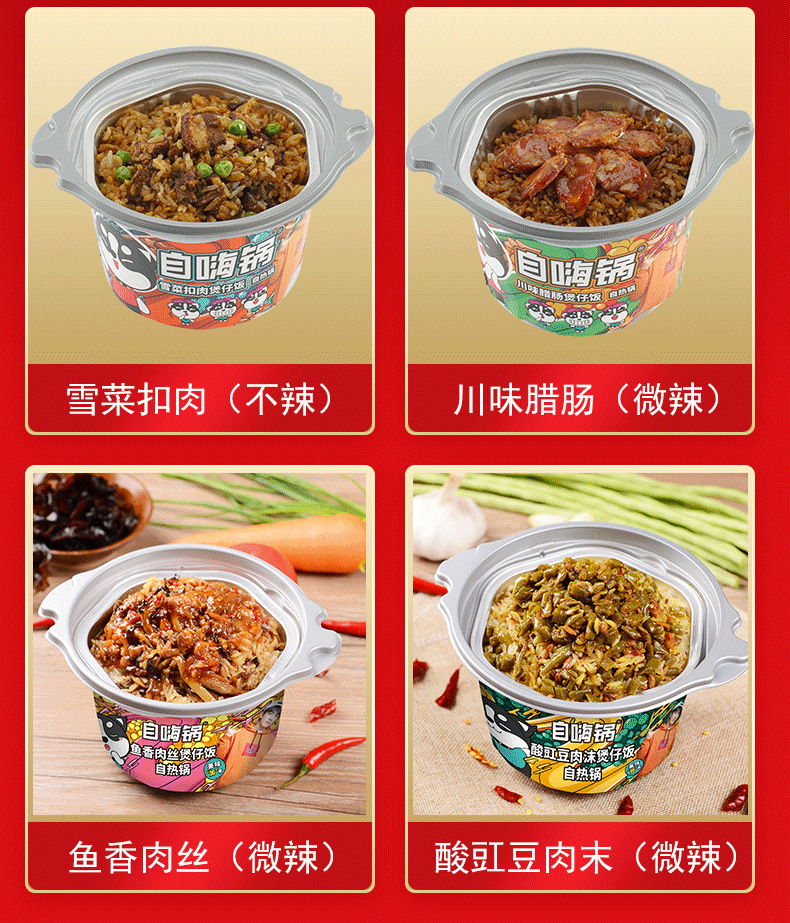 自嗨锅
雪菜扣肉煲仔饭 自热锅
雪菜扣肉（不辣）
自嗨锅
川味腊肠煲仔饭 自热锅
川味腊肠（微辣）
自嗨锅
鱼香肉丝煲仔饭
自热锅
鱼香肉丝（微辣）
自嗨锅
酸豇豆肉沫煲仔饭
自热锅
酸豇豆肉末（微辣）